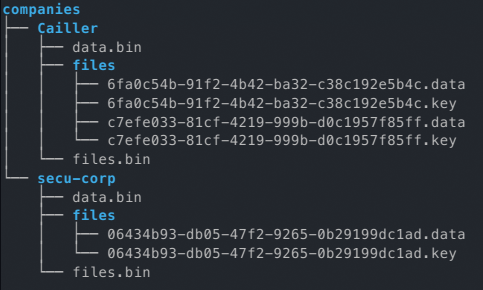 companies
├── Cailler
│   ├── data.bin
│   ├── files
│   │   ├── 6fa0c54b-91f2-4b42-ba32-c38c192e5b4c.data
│   │   ├── 6fa0c54b-91f2-4b42-ba32-c38c192e5b4c.key
│   │   ├── c7efe033-81cf-4219-999b-d0c1957f85ff.data
│   │   └── c7efe033-81cf-4219-999b-d0c1957f85ff.key
│   └── files.bin
└── secu-corp
    ├── data.bin
    ├── files
    │   ├── 06434b93-db05-47f2-9265-0b29199dc1ad.data
    │   └── 06434b93-db05-47f2-9265-0b29199dc1ad.key
    └── files.bin